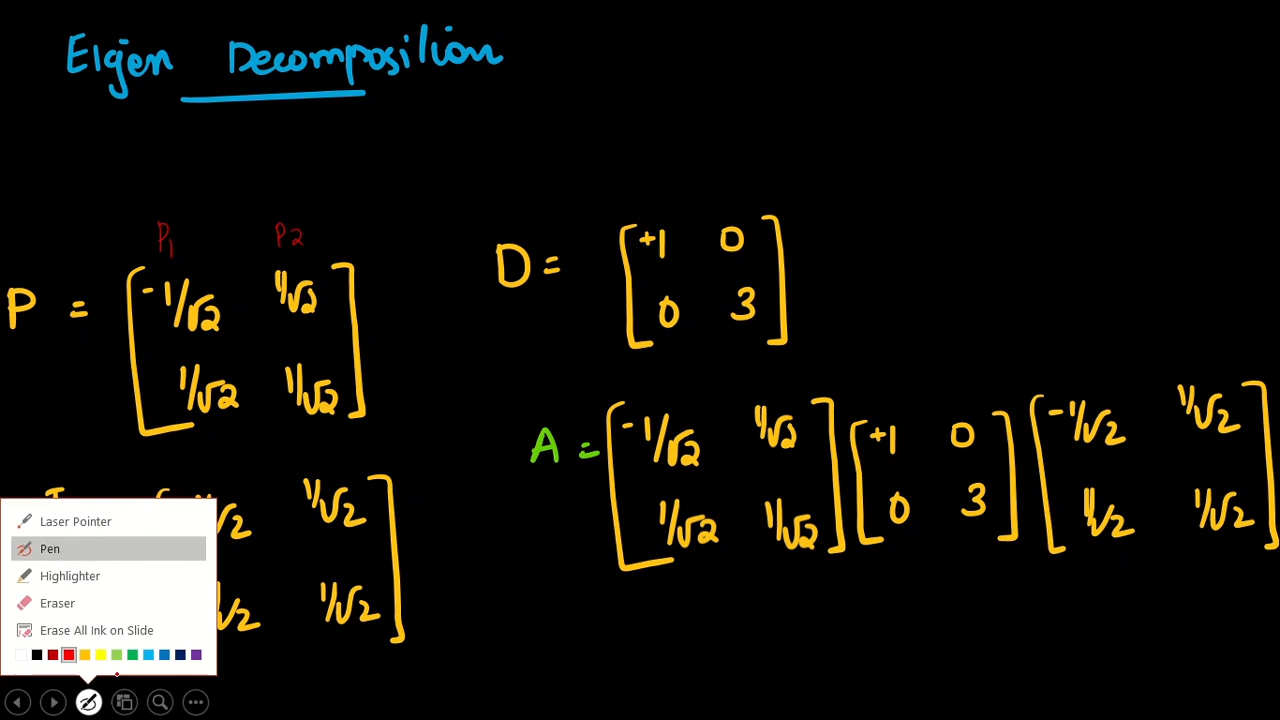 Eigen Decomposition
P1 P2
P = [ -1/√2 1/√2
1/√2 1/√2 ]
D = [ +1 0
0 3 ]
A = [ -1/√2 1/√2 ] [ +1 0 ] [ -1/√2 1/√2 ]
[ 1/√2 1/√2 ] [ 0 3 ] [ 1/√2 1/√2 ]
1/√2
1/√2 ]
Laser Pointer
Pen
Highlighter
Eraser
Erase All Ink on Slide